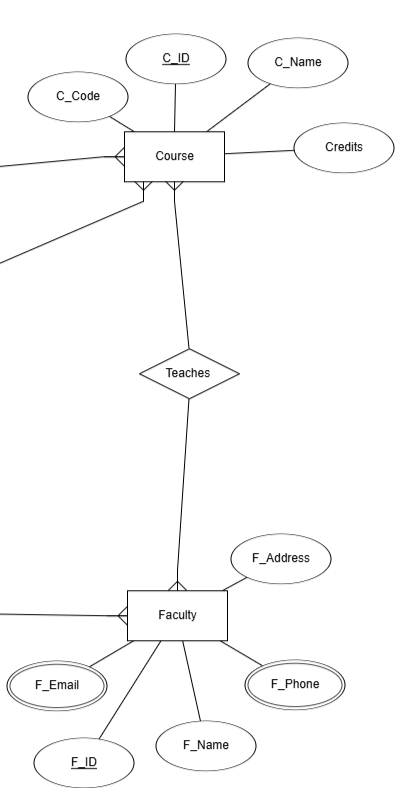 C_ID
C_Name
C_Code
Credits
Course
Teaches
F_Address
Faculty
F_Email
F_Phone
F_Name
F_ID